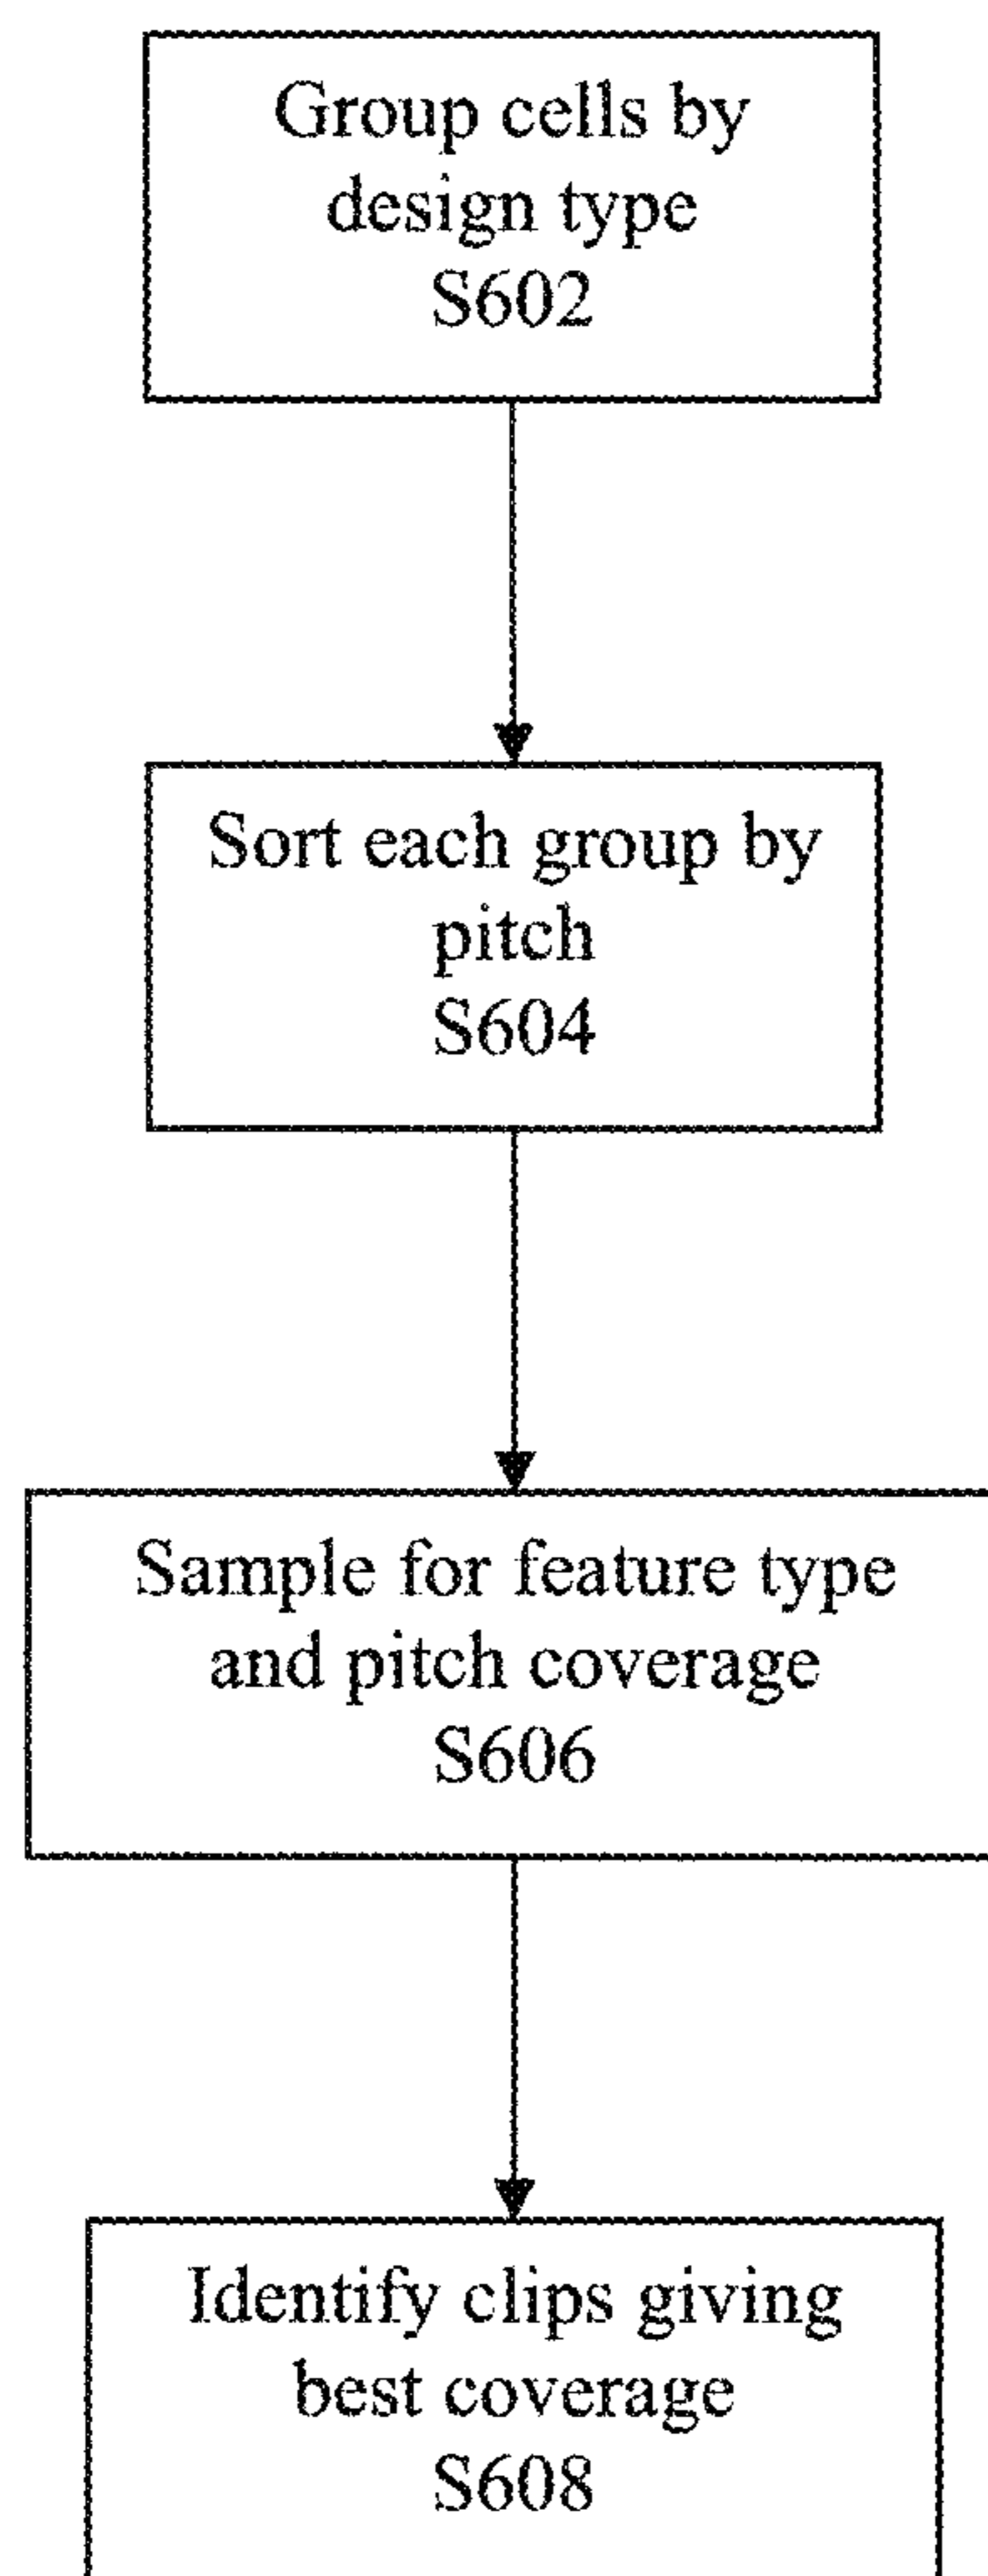 Group cells by
design type
S602
Sort each group by
pitch
S604
Sample for feature type
and pitch coverage
S606
Identify clips giving
best coverage
S608